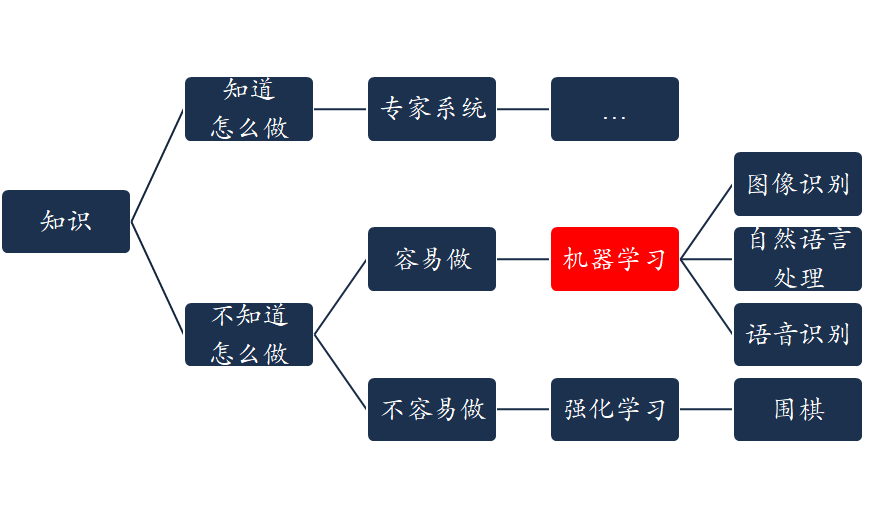 知识
知道
怎么做
专家系统
...
不知道
怎么做
容易做
机器学习
图像识别
自然语言
处理
语音识别
不容易做
强化学习
围棋